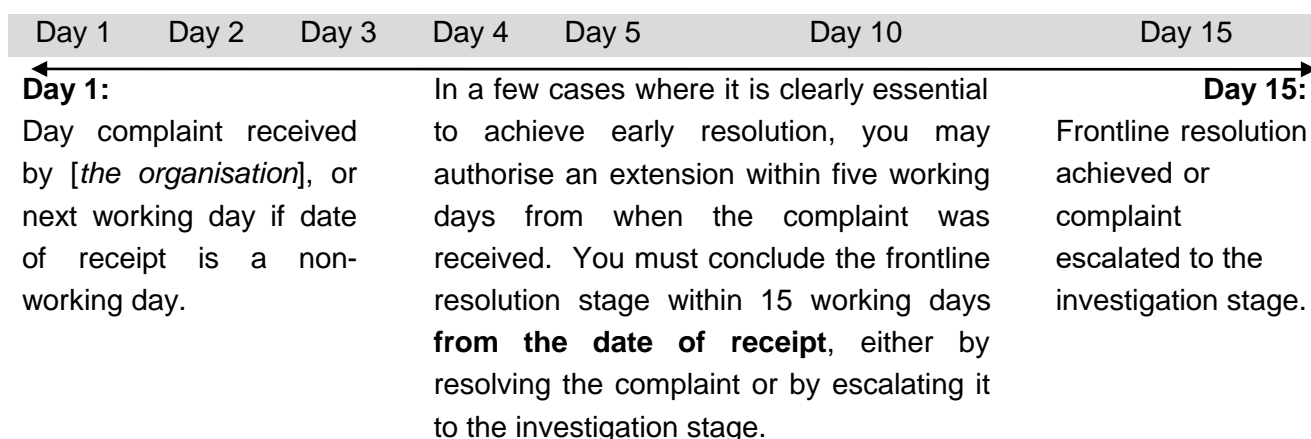 Day 1 Day 2 Day 3 Day 4 Day 5 Day 10 Day 15
Day 1:
Day complaint received
by [the organisation], or
next working day if date
of receipt is a non-
working day.
In a few cases where it is clearly essential
to achieve early resolution, you may
authorise an extension within five working
days from when the complaint was
received. You must conclude the frontline
resolution stage within 15 working days
from the date of receipt, either by
resolving the complaint or by escalating it
to the investigation stage.
Day 15:
Frontline resolution
achieved or
complaint
escalated to the
investigation stage.